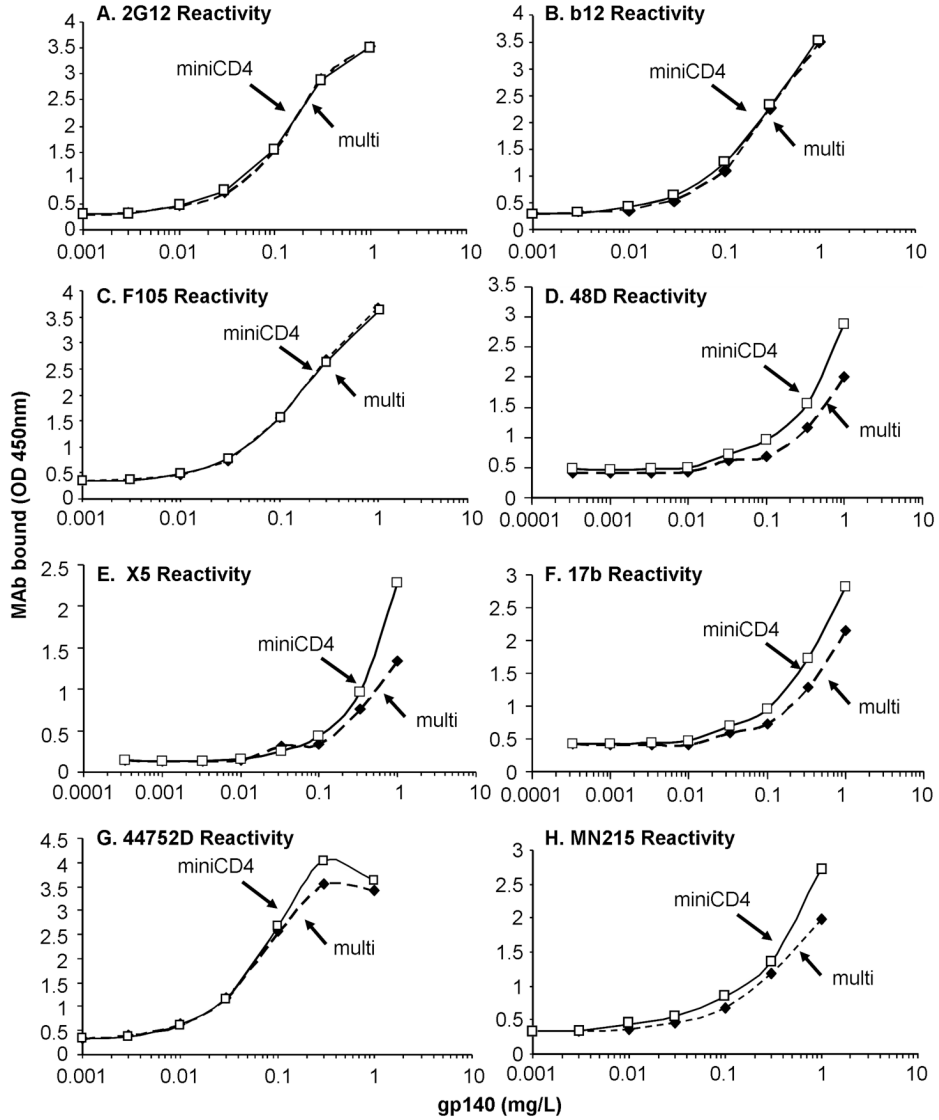 MAb bound (OD 450nm)
A. 2G12 Reactivity
4
3.5
3
2.5
2
1.5
1
0.5
0
miniCD4
multi
0.001 0.01 0.1 1 10
B. b12 Reactivity
4
3.5
3
2.5
2
1.5
1
0.5
0
miniCD4
multi
0.001 0.01 0.1 1 10
C. F105 Reactivity
4
3.5
3
2.5
2
1.5
1
0.5
0
miniCD4
multi
0.001 0.01 0.1 1 10
D. 48D Reactivity
3.5
3
2.5
2
1.5
1
0.5
0
miniCD4
multi
0.0001 0.001 0.01 0.1 1 10
E. X5 Reactivity
2.5
2
1.5
1
0.5
0
miniCD4
multi
0.0001 0.001 0.01 0.1 1 10
F. 17b Reactivity
3
2.5
2
1.5
1
0.5
0
miniCD4
multi
0.0001 0.001 0.01 0.1 1 10
G. 44752D Reactivity
4.5
4
3.5
3
2.5
2
1.5
1
0.5
0
miniCD4
multi
0.001 0.01 0.1 1 10
H. MN215 Reactivity
3
2.5
2
1.5
1
0.5
0
miniCD4
multi
0.001 0.01 0.1 1 10
gp140 (mg/L)